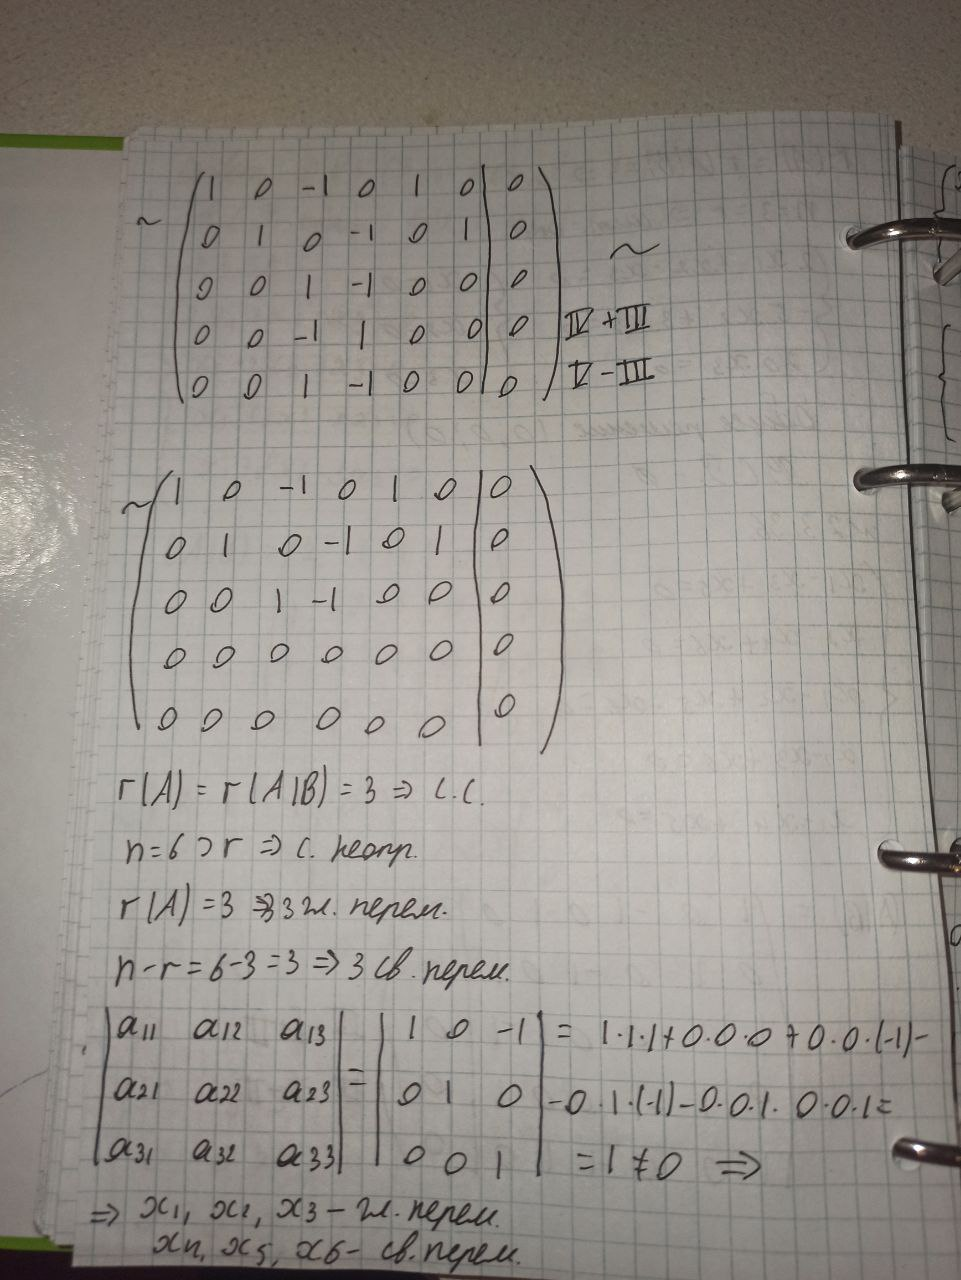 ~ ( 1 0 -1 0 1 0 | 0 )
0 1 0 -1 0 1 | 0 ~
0 0 1 -1 0 0 | 0
0 0 -1 1 0 0 | 0 IV + III
0 0 1 -1 0 0 | 0 V - III
~ ( 1 0 -1 0 1 0 | 0 )
0 1 0 -1 0 1 | 0
0 0 1 -1 0 0 | 0
0 0 0 0 0 0 | 0
0 0 0 0 0 0 | 0
r(A) = r(A|B) = 3 => С.С.
n=6 > r => с. неопр.
r(A) = 3 => 3 гл. перем.
n-r = 6-3 = 3 => 3 св. перем.
| a11 a12 a13 | = | 1 0 -1 | = 1·1·1+0·0·0+0·0·(-1)-
| a21 a22 a23 | | 0 1 0 | -0·1·(-1)-0·0·1· 0·0·1=
| a31 a32 a33 | | 0 0 1 | = 1 ≠ 0 =>
=> x1, x2, x3 - гл. перем.
x4, x5, x6 - св. перем.